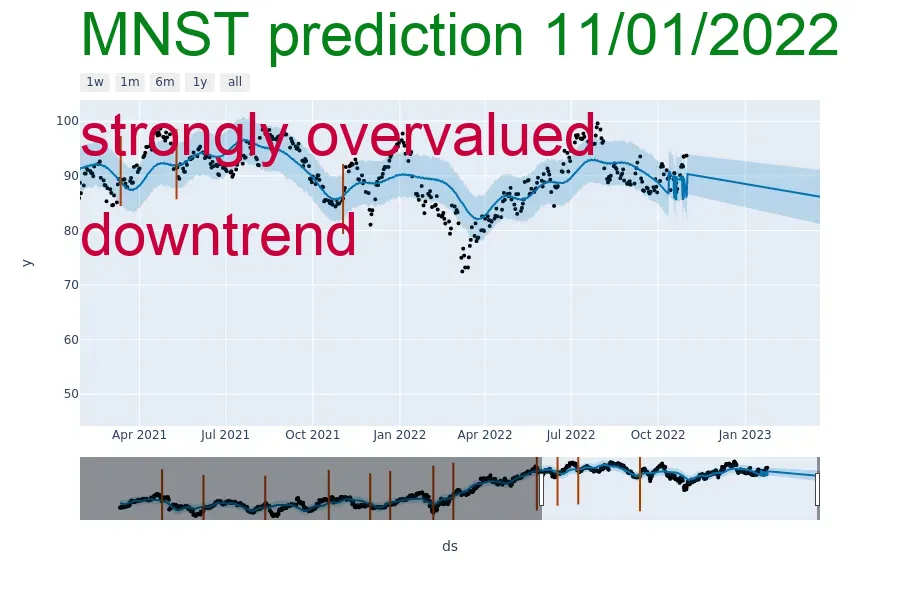 MNST prediction 11/01/2022
1w 1m 6m 1y all
strongly overvalued
downtrend
100
90
80
70
60
50
y
Apr 2021 Jul 2021 Oct 2021 Jan 2022 Apr 2022 Jul 2022 Oct 2022 Jan 2023
ds